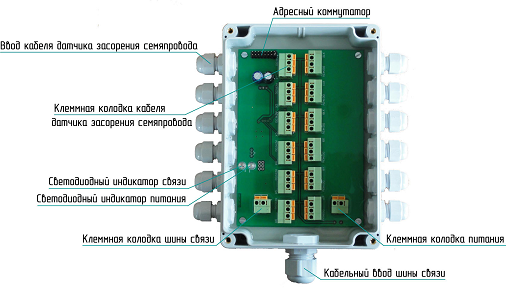 Адресный коммутатор
Ввод кабеля датчика засорения семяпровода
Клеммная колодка кабеля
датчика засорения семяпровода
Светодиодный индикатор связи
Светодиодный индикатор питания
Клеммная колодка шины связи
Клеммная колодка питания
Кабельный ввод шины связи